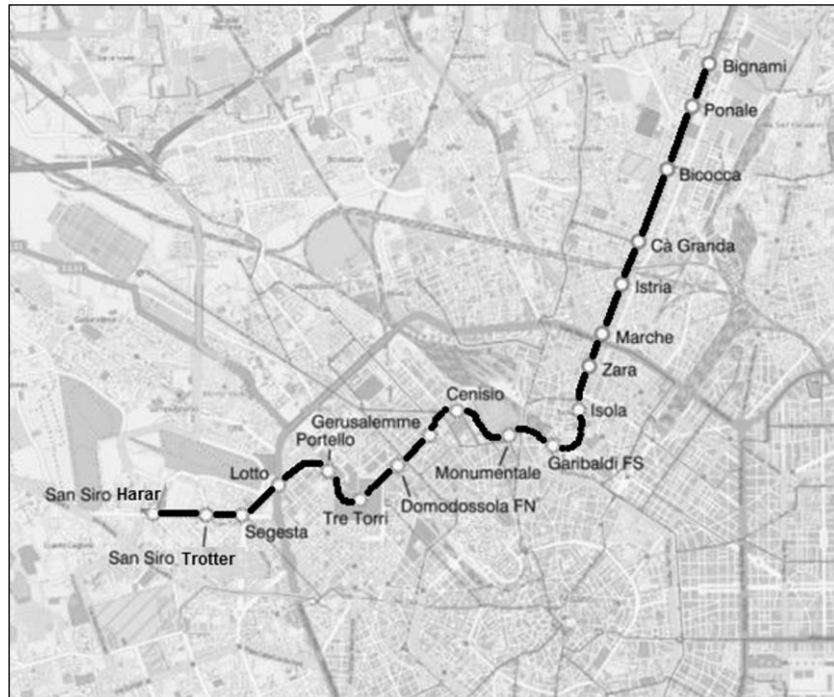 Bignami
Ponale
Bicocca
Cà Granda
Istria
Marche
Zara
Isola
Cenisio
Gerusalemme
Portello
Garibaldi FS
Monumentale
Lotto
Domodossola FN
Tre Torri
San Siro Harar
Segesta
San Siro Trotter